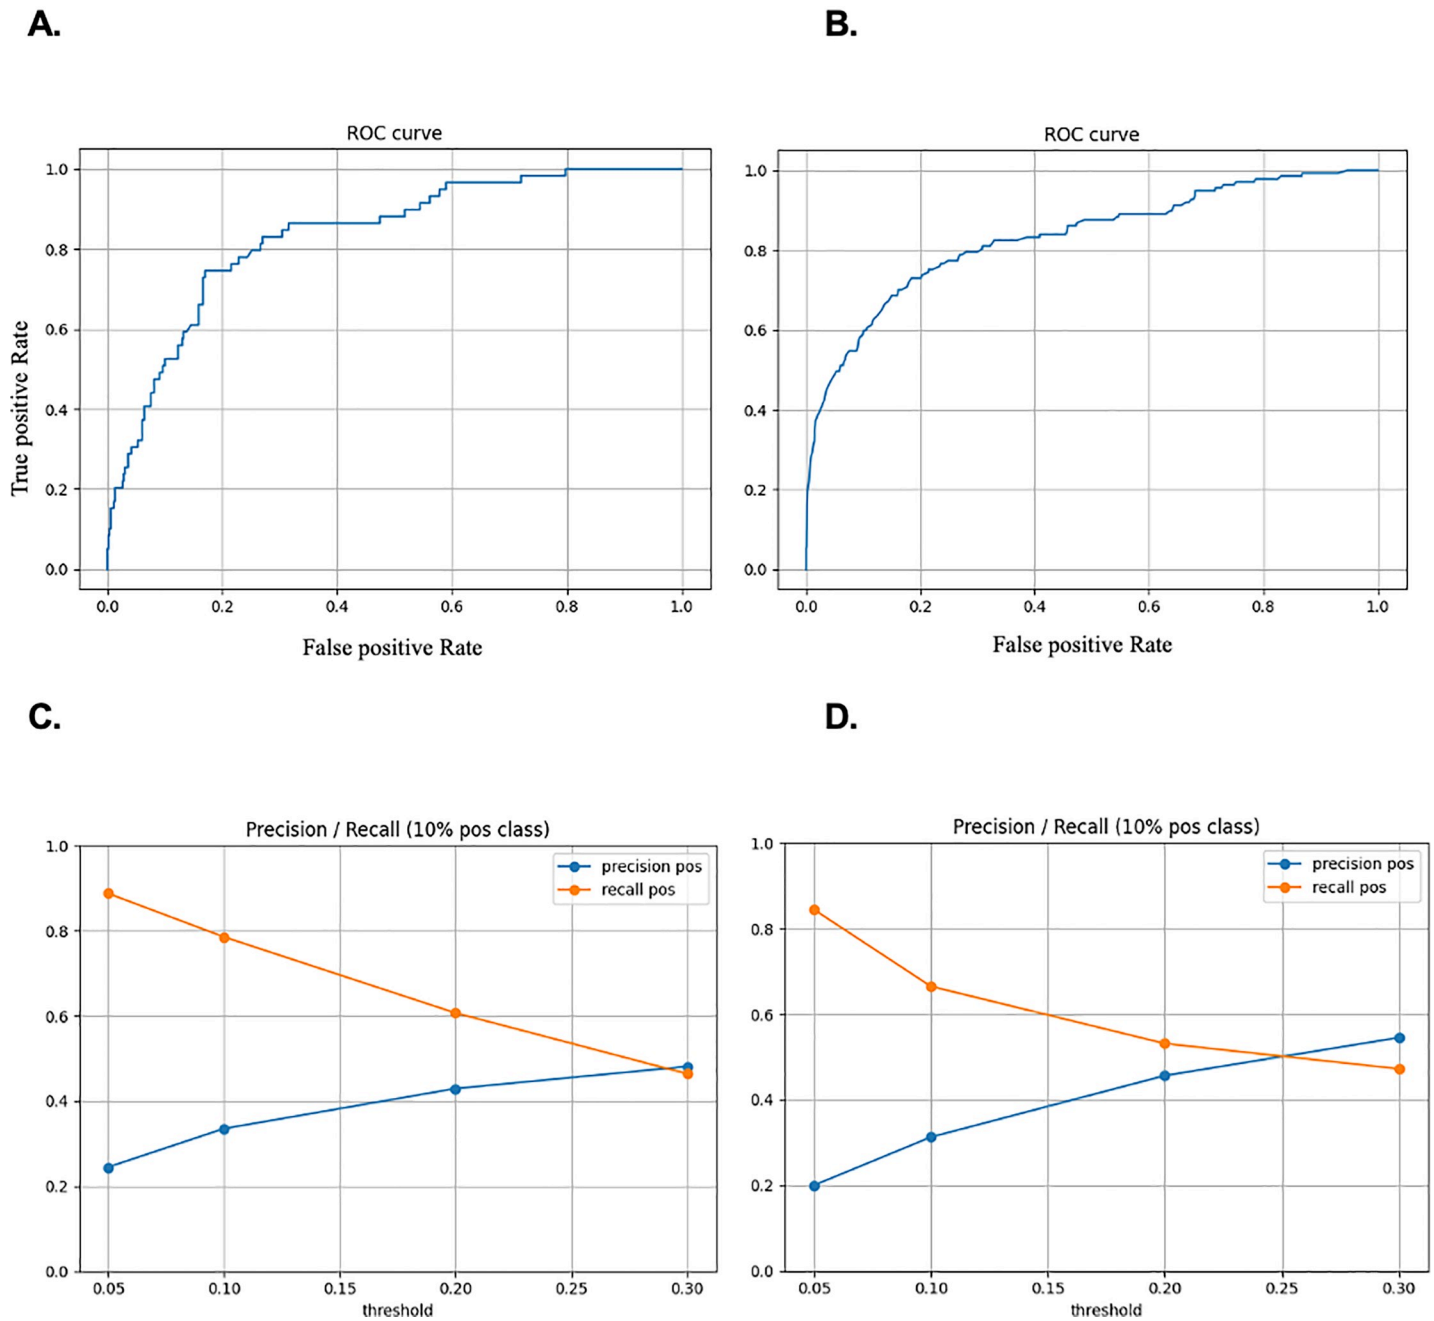 A.
B.
ROC curve
1.0
0.8
0.6
0.4
0.2
0.0
True positive Rate
0.0 0.2 0.4 0.6 0.8 1.0
False positive Rate
ROC curve
1.0
0.8
0.6
0.4
0.2
0.0
0.0 0.2 0.4 0.6 0.8 1.0
False positive Rate
C.
D.
Precision / Recall (10% pos class)
precision pos
recall pos
1.0
0.8
0.6
0.4
0.2
0.0
0.05 0.10 0.15 0.20 0.25 0.30
threshold
Precision / Recall (10% pos class)
precision pos
recall pos
1.0
0.8
0.6
0.4
0.2
0.0
0.05 0.10 0.15 0.20 0.25 0.30
threshold